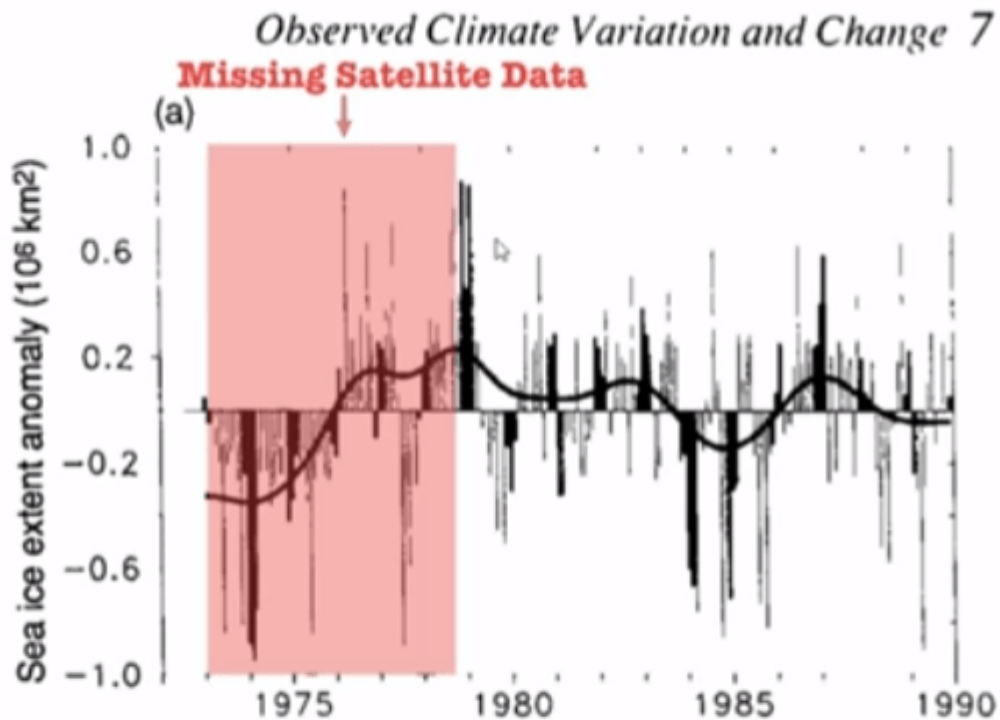 Observed Climate Variation and Change 7
Missing Satellite Data
(a)
Sea ice extent anomaly (10⁶ km²)
1.0
0.6
0.2
−0.2
−0.6
−1.0
1975 1980 1985 1990